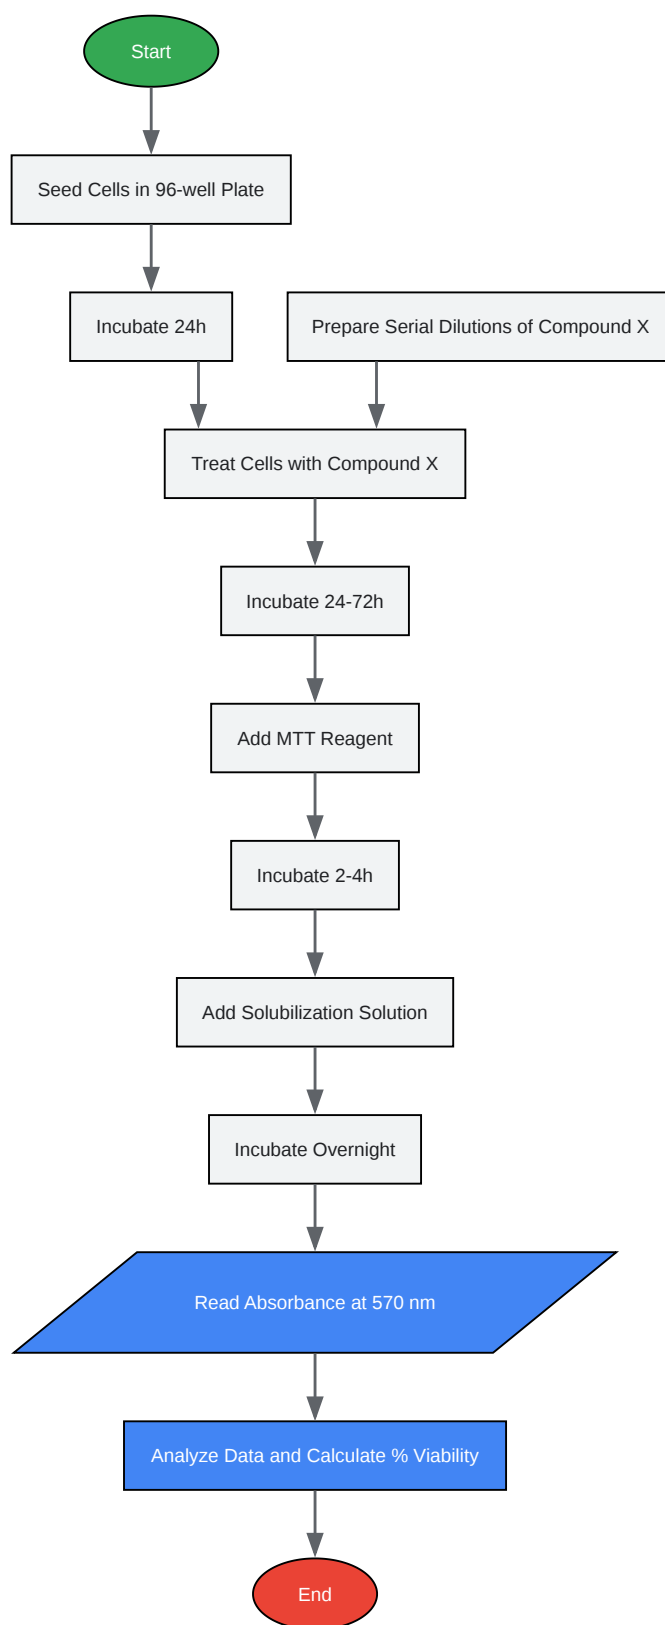 Start
Seed Cells in 96-well Plate
Incubate 24h
Prepare Serial Dilutions of Compound X
Treat Cells with Compound X
Incubate 24-72h
Add MTT Reagent
Incubate 2-4h
Add Solubilization Solution
Incubate Overnight
Read Absorbance at 570 nm
Analyze Data and Calculate % Viability
End